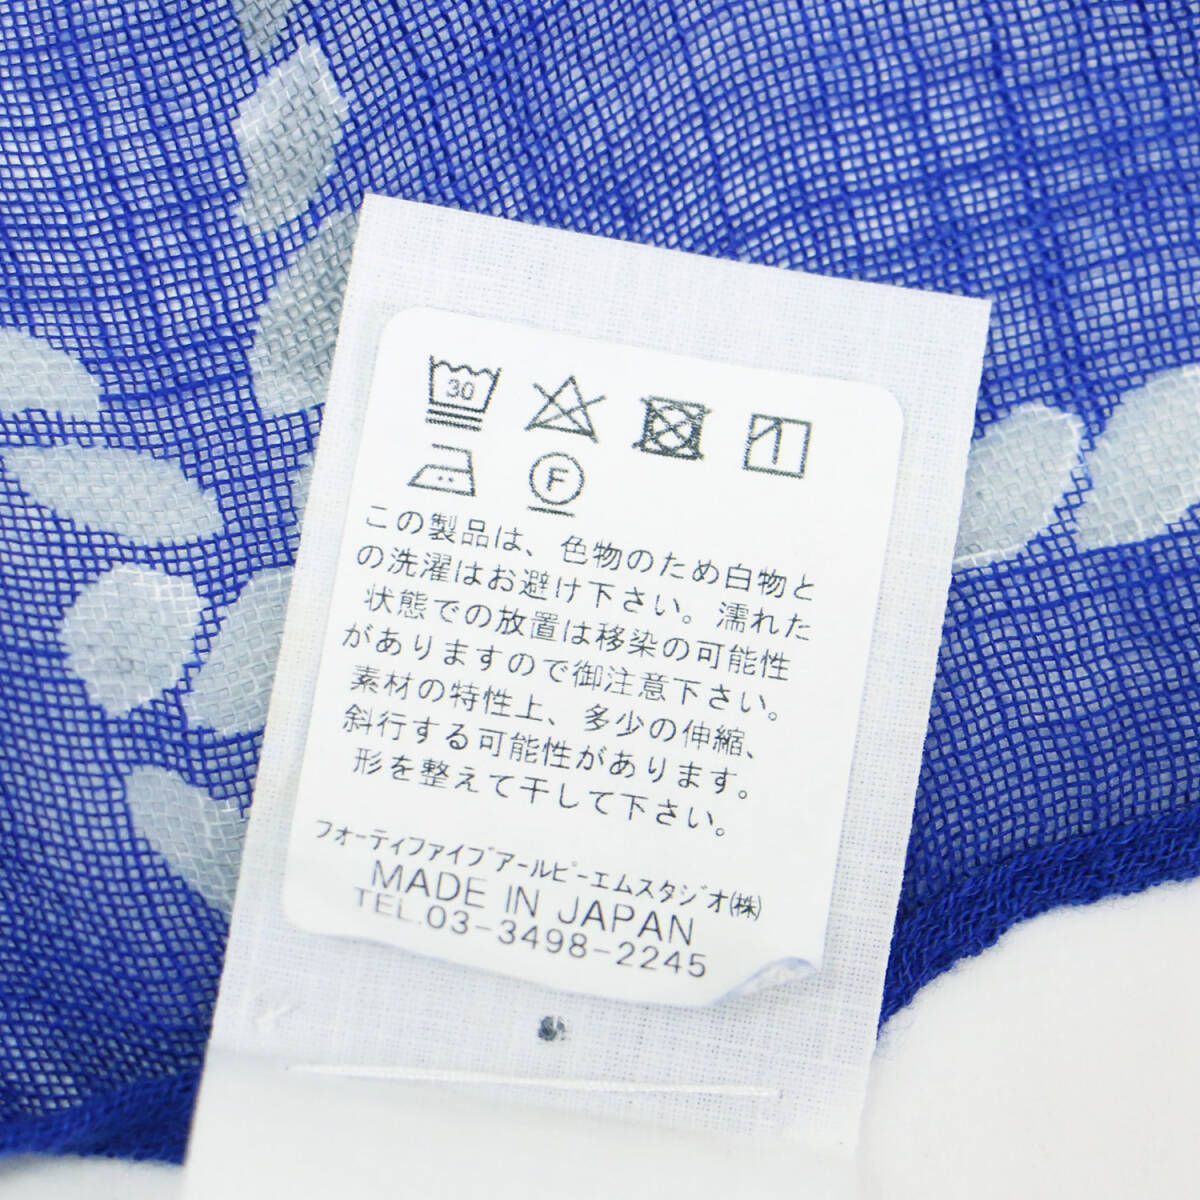 30
F
この製品は、色物のため白物と
の洗濯はお避け下さい。濡れた
状態での放置は移染の可能性
がありますので御注意下さい。
素材の特性上、多少の伸縮、
斜行する可能性があります。
形を整えて干して下さい。
フォーティファイブアールピーエムスタジオ(株)
MADE IN JAPAN
TEL.03-3498-2245